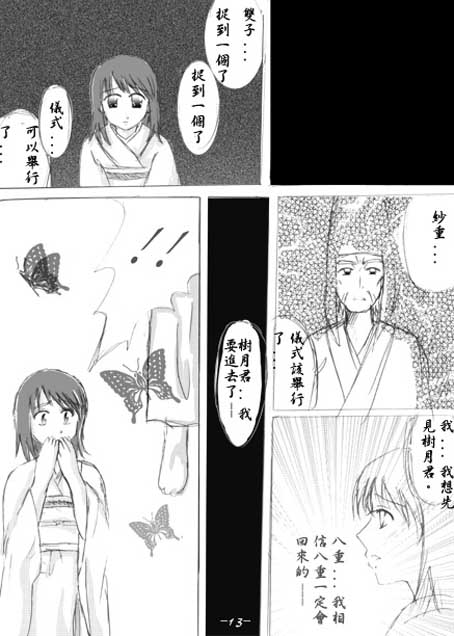 雙子...
捉到一個了
捉到一個了
儀式...
可以舉行
了...
紗重...
儀式該舉行
了...
我...我想先
見樹月君。
八重...我相
信八重一定會
回來的——
樹月君..我
要進去了——
!!
-13-